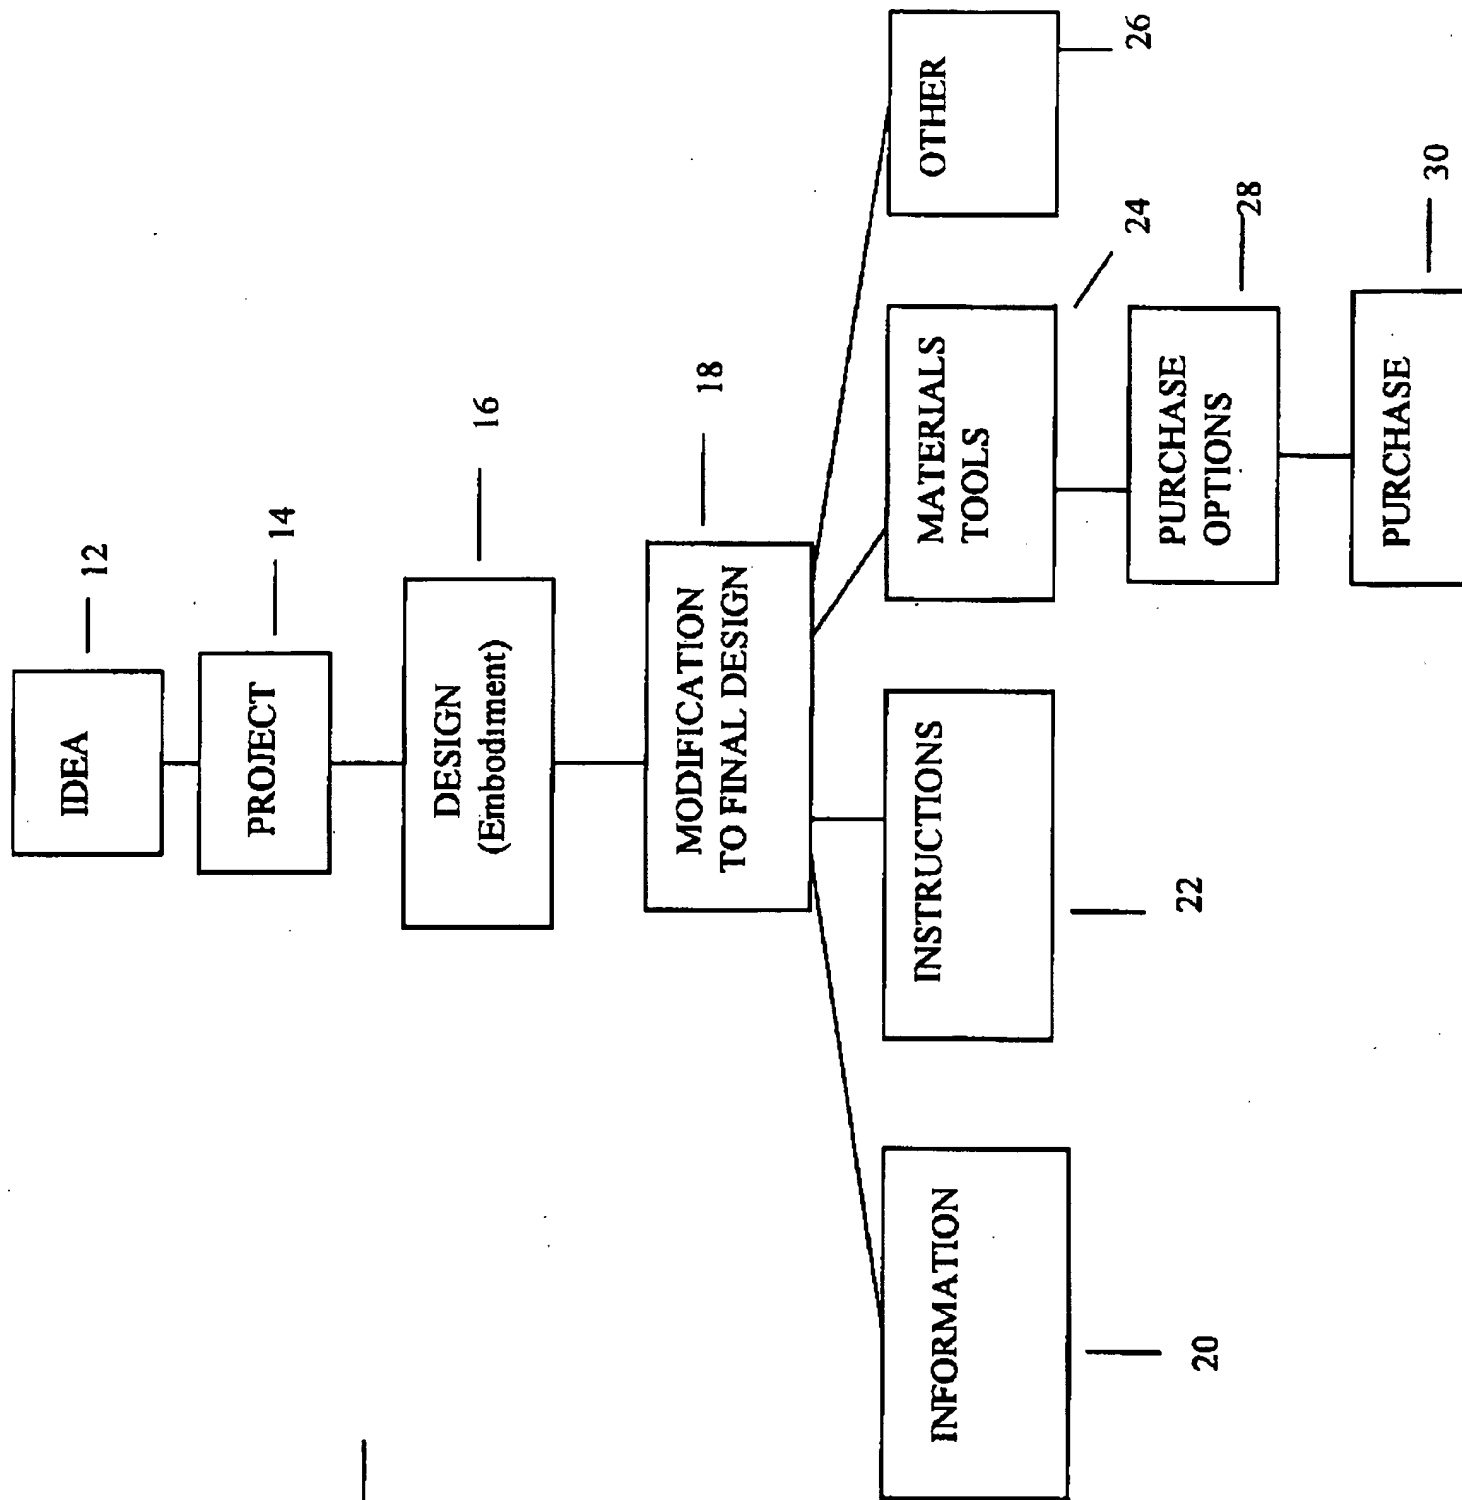 IDEA
12
PROJECT
14
DESIGN
(Embodiment)
16
MODIFICATION
TO FINAL DESIGN
18
INFORMATION
20
INSTRUCTIONS
22
MATERIALS
TOOLS
24
OTHER
26
PURCHASE
OPTIONS
28
PURCHASE
30